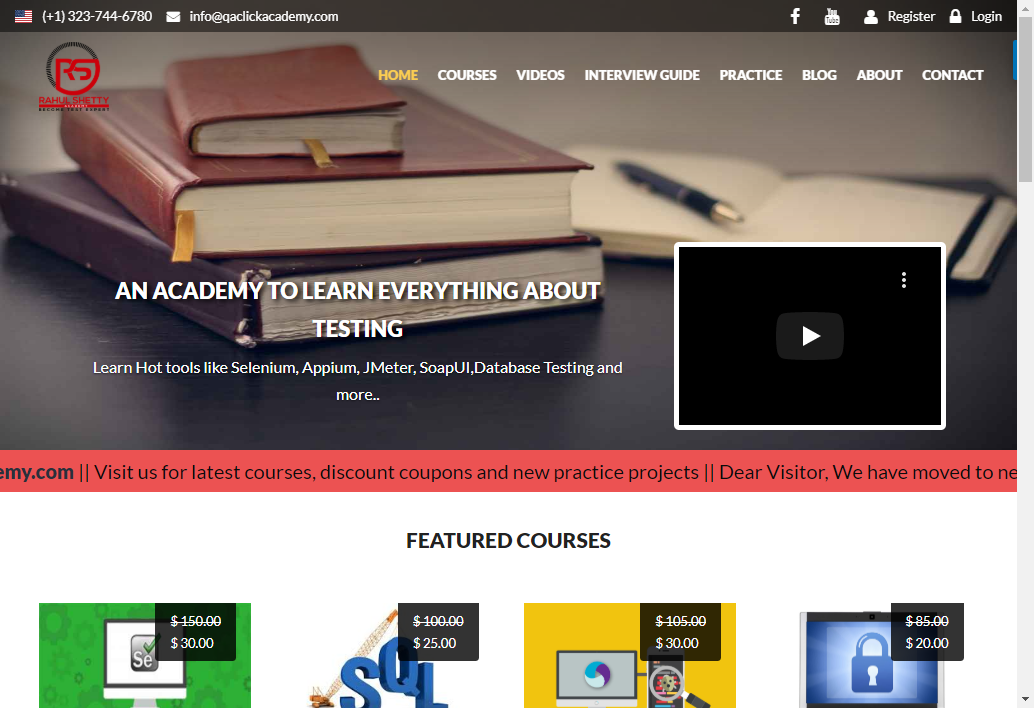 (+1) 323-744-6780 info@qaclickacademy.com Register Login
RS
RAHUL SHETTY
ACADEMY
HOME COURSES VIDEOS INTERVIEW GUIDE PRACTICE BLOG ABOUT CONTACT
AN ACADEMY TO LEARN EVERYTHING ABOUT
TESTING
Learn Hot tools like Selenium, Appium, JMeter, SoapUI,Database Testing and
more..
emy.com || Visit us for latest courses, discount coupons and new practice projects || Dear Visitor, We have moved to ne
FEATURED COURSES
$ 150.00
$ 30.00
$ 100.00
$ 25.00
$ 105.00
$ 30.00
$ 85.00
$ 20.00
Se
SQL